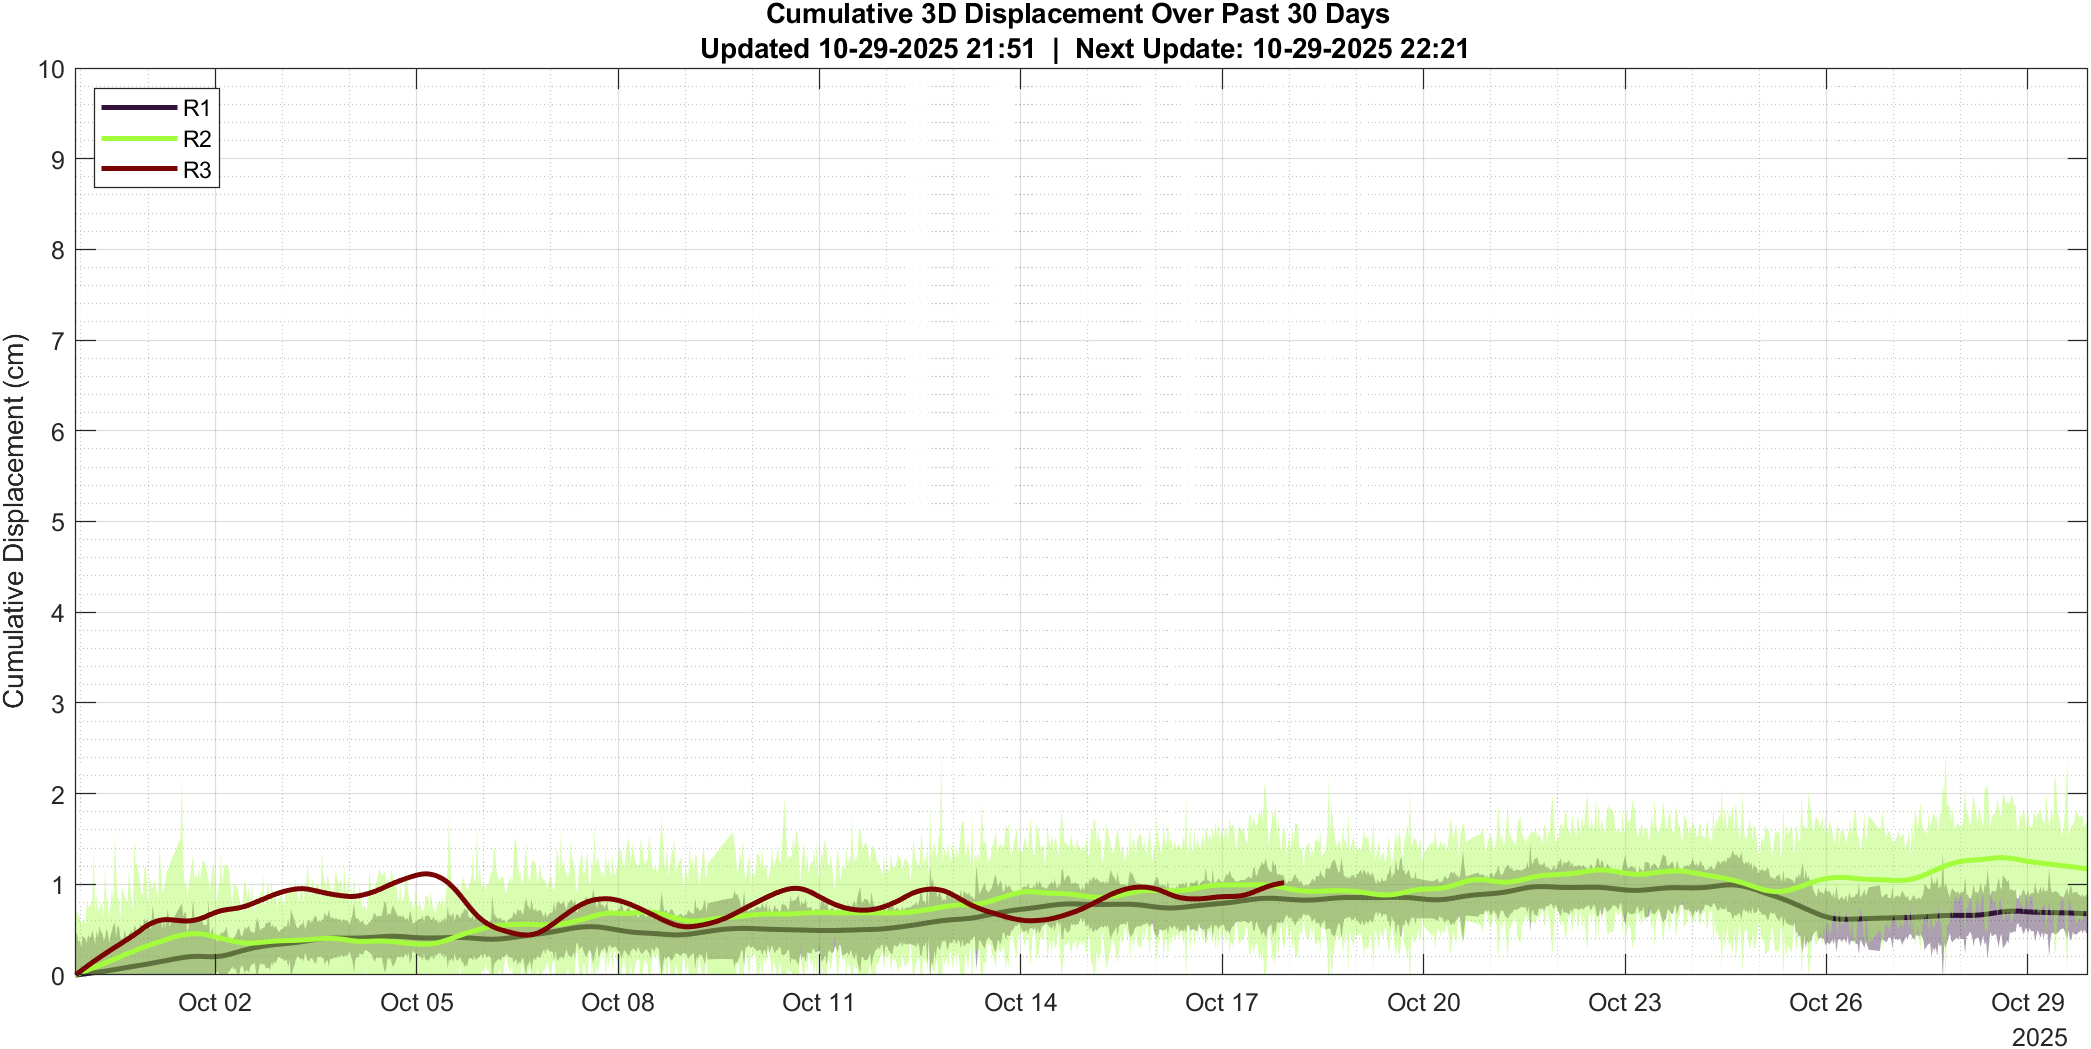 Cumulative 3D Displacement Over Past 30 Days
Updated 10-29-2025 21:51 | Next Update: 10-29-2025 22:21
R1
R2
R3
Cumulative Displacement (cm)
10
9
8
7
6
5
4
3
2
1
0
Oct 02 Oct 05 Oct 08 Oct 11 Oct 14 Oct 17 Oct 20 Oct 23 Oct 26 Oct 29
2025